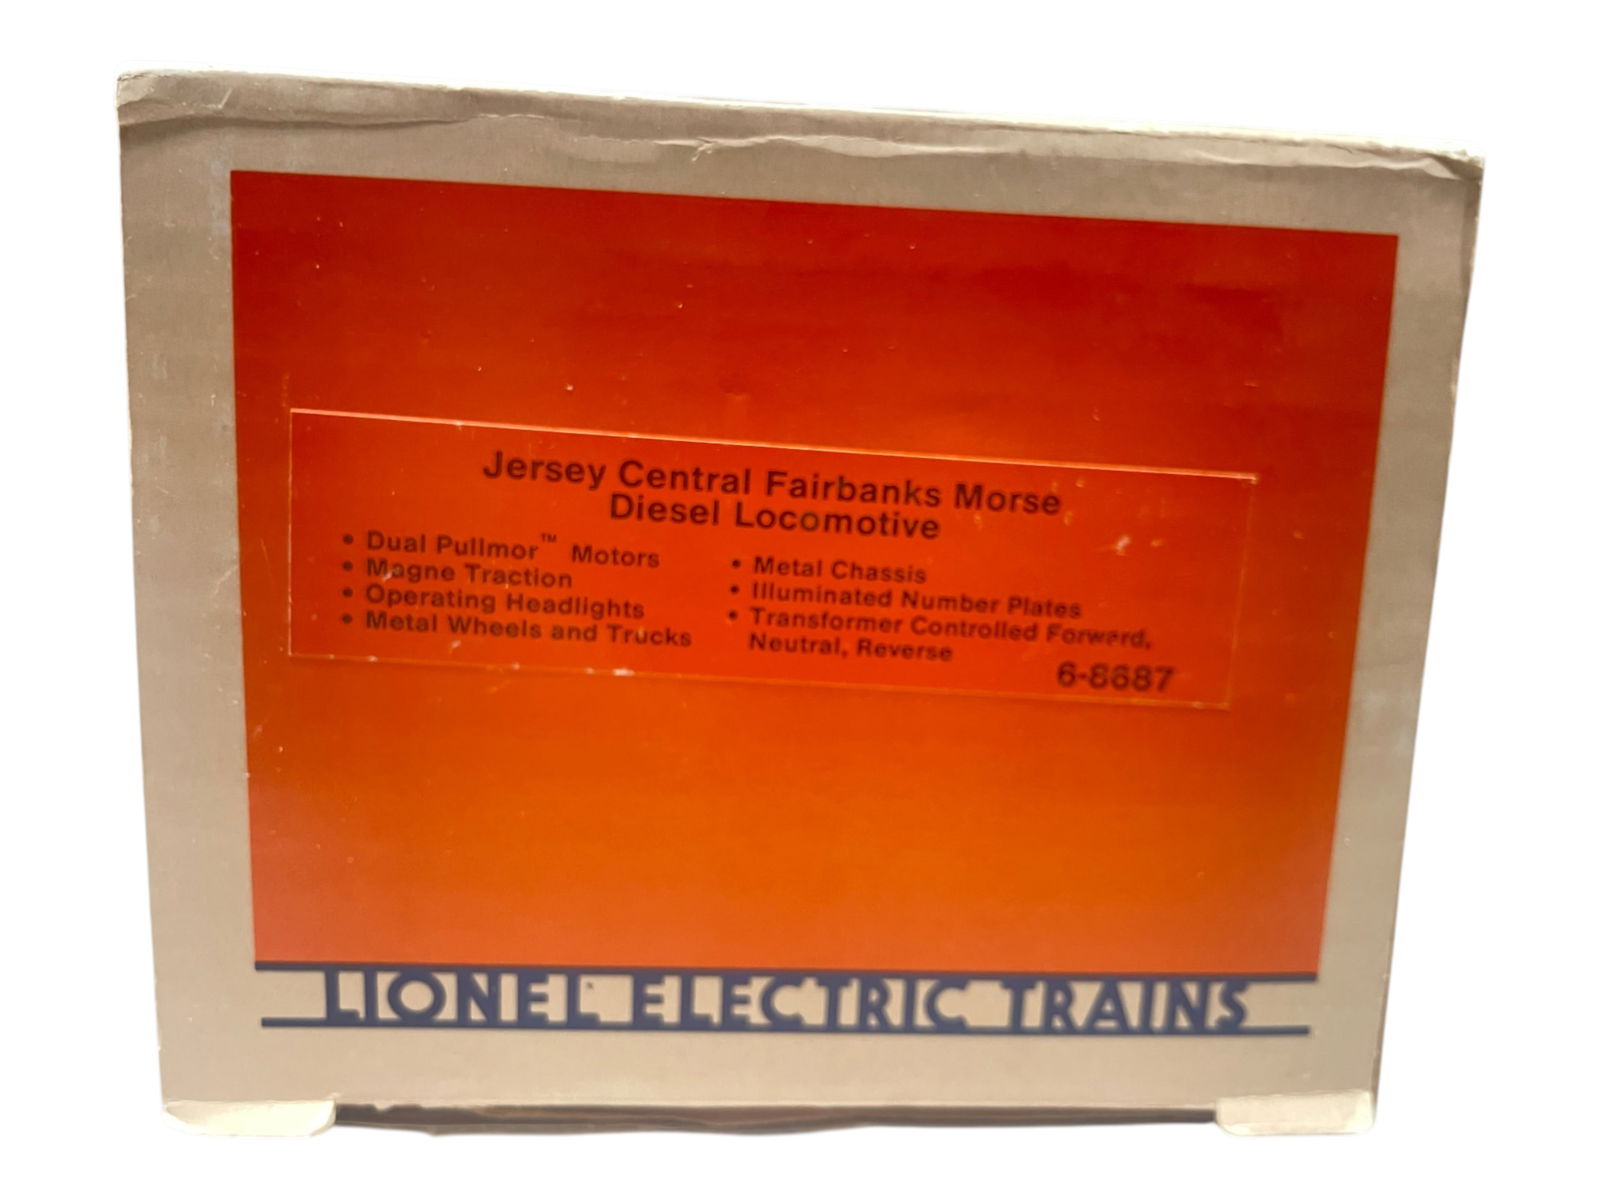 Jersey Central Fairbanks Morse
Diesel Locomotive
• Dual Pullmor™ Motors
• Magne Traction
• Operating Headlights
• Metal Wheels and Trucks
• Metal Chassis
• Illuminated Number Plates
• Transformer Controlled Forward,
Neutral, Reverse
6-8687
LIONEL ELECTRIC TRAINS